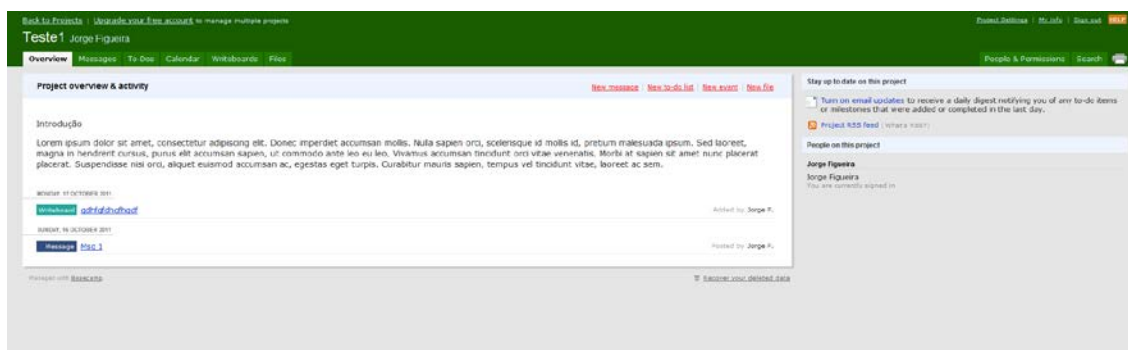 Back to Projects | Upgrade your free account to manage multiple projects
Project Settings | My info | Sign out HELP
Teste1 Jorge Figueira
Overview Messages To-Dos Calendar Writeboards Files
People & Permissions Search
Project overview & activity
New message | New to-do list | New event | New file
Introdução
Lorem ipsum dolor sit amet, consectetur adipiscing elit. Donec imperdiet accumsan mollis. Nulla sapien orci, scelerisque id mollis id, pretium malesuada ipsum. Sed laoreet,
magna in hendrerit cursus, purus elit accumsan sapien, ut commodo ante leo eu leo. Vivamus accumsan tincidunt orci vitae venenatis. Morbi at sapien sit amet nunc placerat
placerat. Suspendisse nisi orci, aliquet euismod accumsan ac, egestas eget turpis. Curabitur mauris sapien, tempus vel tincidunt vitae, laoreet ac sem.
MONDAY, 17 OCTOBER 2011
Writeboard
Added by Jorge F.
SUNDAY, 16 OCTOBER 2011
Message Msg 1
Posted by Jorge F.
Managed with Basecamp
Recover your deleted data
Stay up to date on this project
Turn on email updates to receive a daily digest notifying you of any to-do items
or milestones that were added or completed in the last day.
Project RSS feed (What's RSS?)
People on this project
Jorge Figueira
Jorge Figueira
You are currently signed in